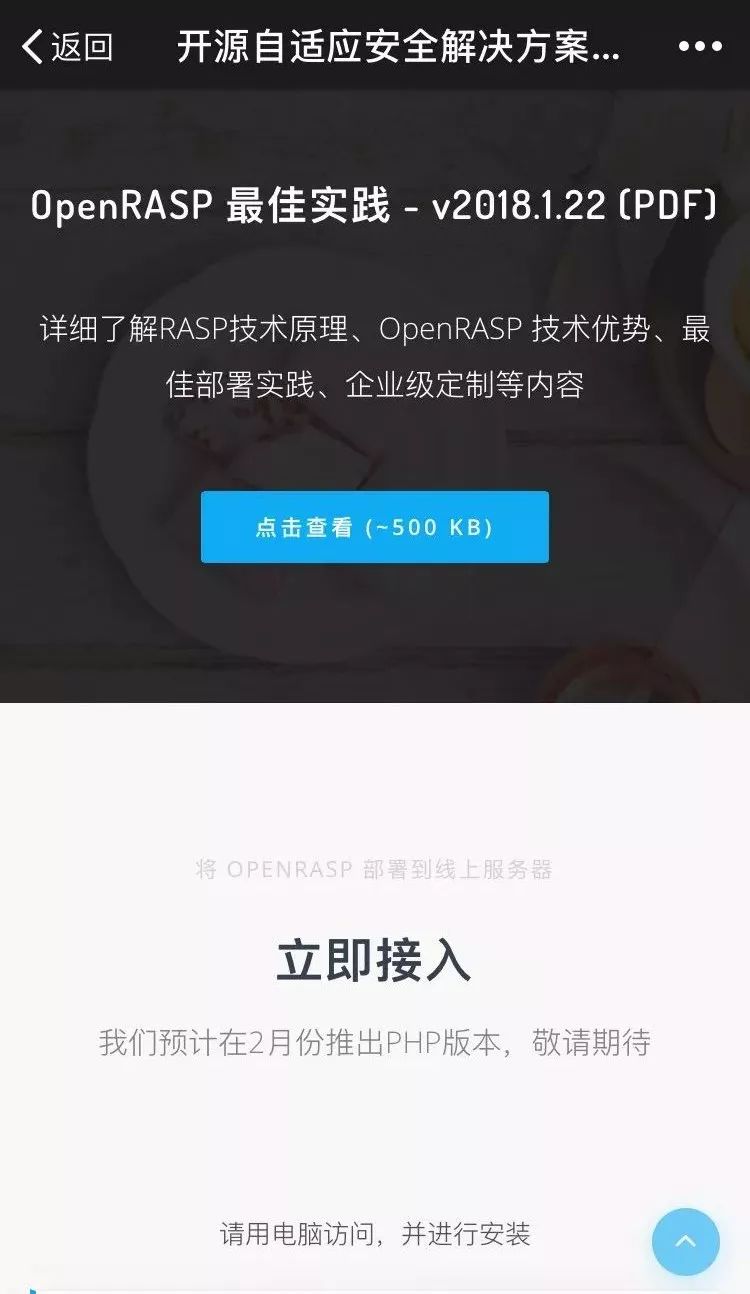 返回
开源自适应安全解决方案...
OpenRASP 最佳实践 - v2018.1.22 (PDF)
详细了解RASP技术原理、OpenRASP 技术优势、最
佳部署实践、企业级定制等内容
点击查看 (~500 KB)
将 OPENRASP 部署到线上服务器
立即接入
我们预计在2月份推出PHP版本，敬请期待
请用电脑访问，并进行安装